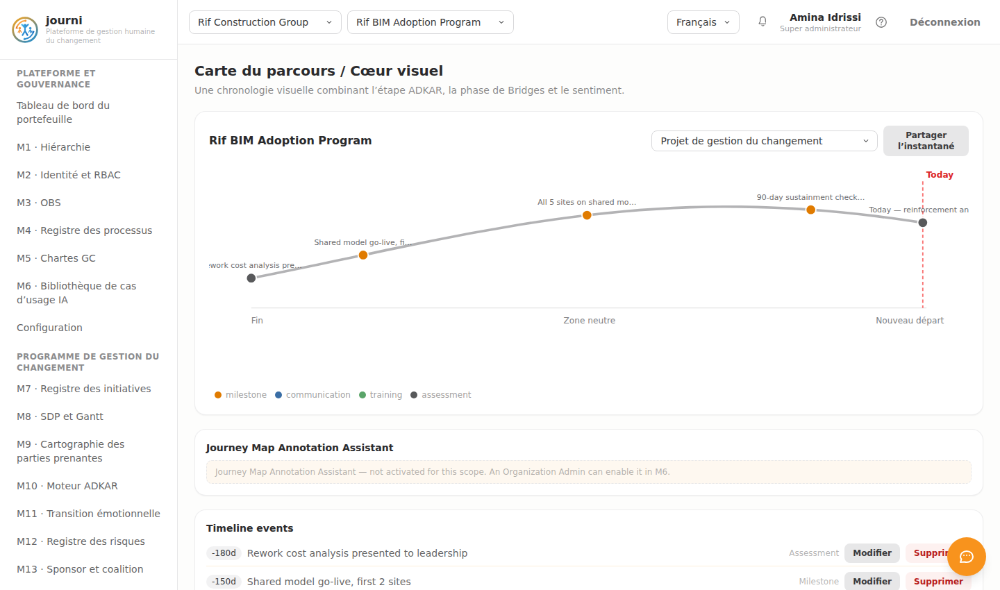 journi
Plateforme de gestion humaine
du changement
Rif Construction Group
Rif BIM Adoption Program
Français
Amina Idrissi
Super administrateur
Déconnexion
PLATEFORME ET
GOUVERNANCE
Tableau de bord du
portefeuille
M1 · Hiérarchie
M2 · Identité et RBAC
M3 · OBS
M4 · Registre des processus
M5 · Chartes GC
M6 · Bibliothèque de cas
d’usage IA
Configuration
PROGRAMME DE GESTION DU
CHANGEMENT
M7 · Registre des initiatives
M8 · SDP et Gantt
M9 · Cartographie des
parties prenantes
M10 · Moteur ADKAR
M11 · Transition émotionnelle
M12 · Registre des risques
M13 · Sponsor et coalition
Carte du parcours / Cœur visuel
Une chronologie visuelle combinant l’étape ADKAR, la phase de Bridges et le sentiment.
Rif BIM Adoption Program
Projet de gestion du changement
Partager
l’instantané
Today
90-day sustainment check…
All 5 sites on shared mo…
Today — reinforcement an
Shared model go-live, fi…
ework cost analysis pre…
Fin
Zone neutre
Nouveau départ
milestone
communication
training
assessment
Journey Map Annotation Assistant
Journey Map Annotation Assistant — not activated for this scope. An Organization Admin can enable it in M6.
Timeline events
-180d Rework cost analysis presented to leadership Assessment Modifier Supprim
-150d Shared model go-live, first 2 sites Milestone Modifier Supprimer